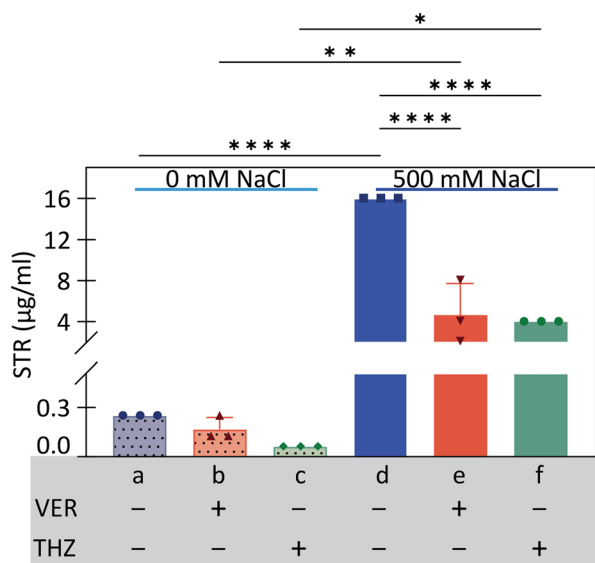 *
**
****
****
****
0 mM NaCl 500 mM NaCl
16
12
8
4
0.3
0.0
STR (µg/ml)
a b c d e f
VER – + – – + –
THZ – – + – – +